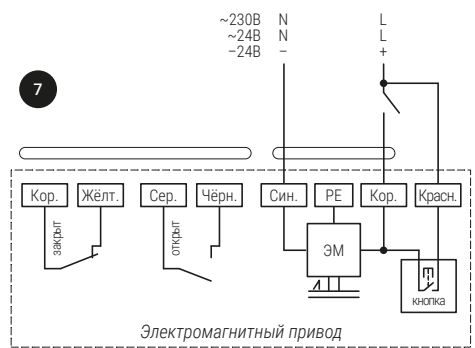 ~230В N L
~24В N L
−24В − +
7
Кор. Жёлт. Сер. Чёрн. Син. PE Кор. Красн.
закрыт
открыт
ЭМ
кнопка
Электромагнитный привод